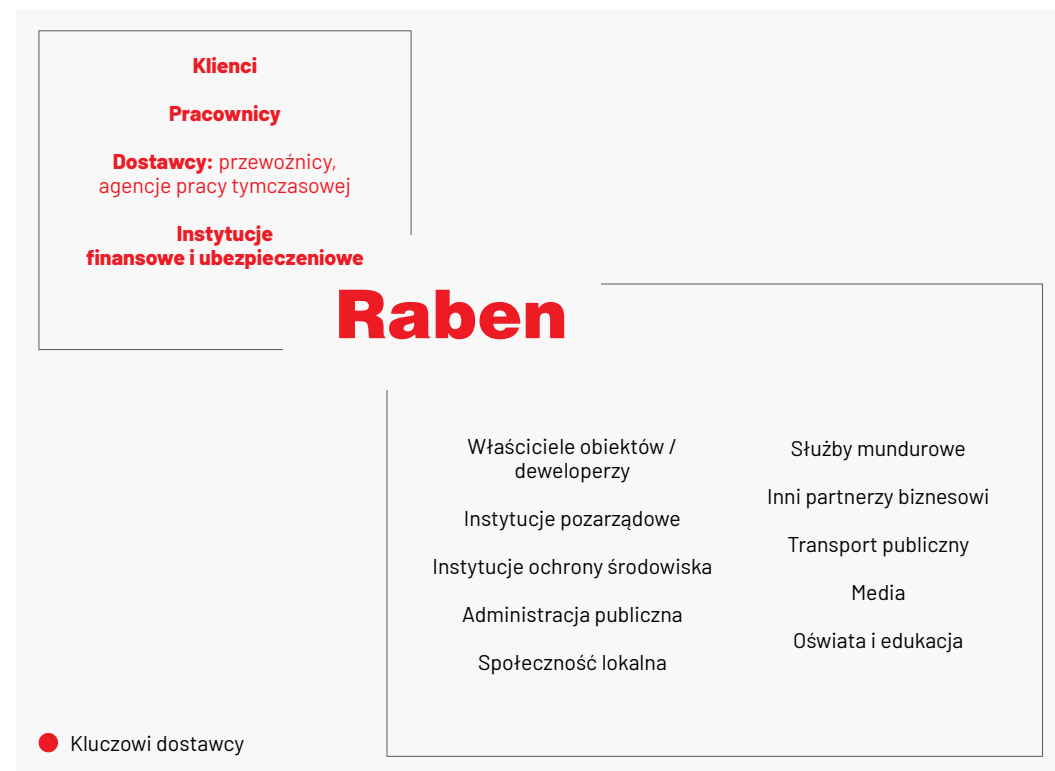 Klienci
Pracownicy
Dostawcy: przewoźnicy,
agencje pracy tymczasowej
Instytucje
finansowe i ubezpieczeniowe
Raben
Właściciele obiektów /
deweloperzy
Instytucje pozarządowe
Instytucje ochrony środowiska
Administracja publiczna
Społeczność lokalna
Służby mundurowe
Inni partnerzy biznesowi
Transport publiczny
Media
Oświata i edukacja
Kluczowi dostawcy